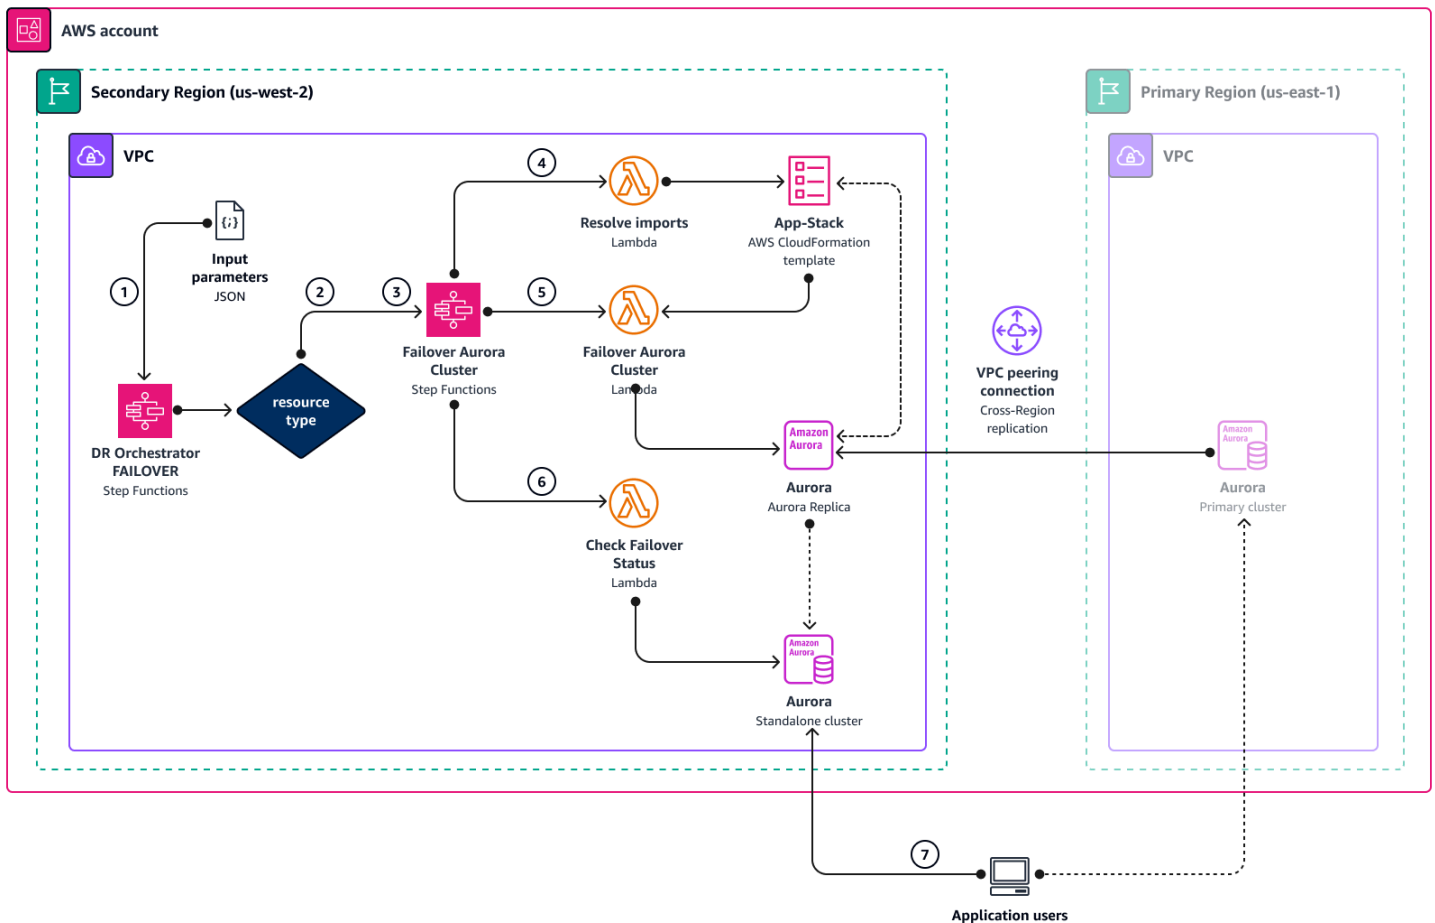 AWS account
Secondary Region (us-west-2)
Primary Region (us-east-1)
VPC
VPC
4
Resolve imports
Lambda
App-Stack
AWS CloudFormation
template
{;}
Input
parameters
JSON
1
2
3
5
Failover Aurora
Cluster
Step Functions
Failover Aurora
Cluster
Lambda
VPC peering
connection
Cross-Region
replication
resource
type
DR Orchestrator
FAILOVER
Step Functions
Amazon
Aurora
Aurora
Aurora Replica
Amazon
Aurora
Aurora
Primary cluster
6
Check Failover
Status
Lambda
Amazon
Aurora
Aurora
Standalone cluster
7
Application users